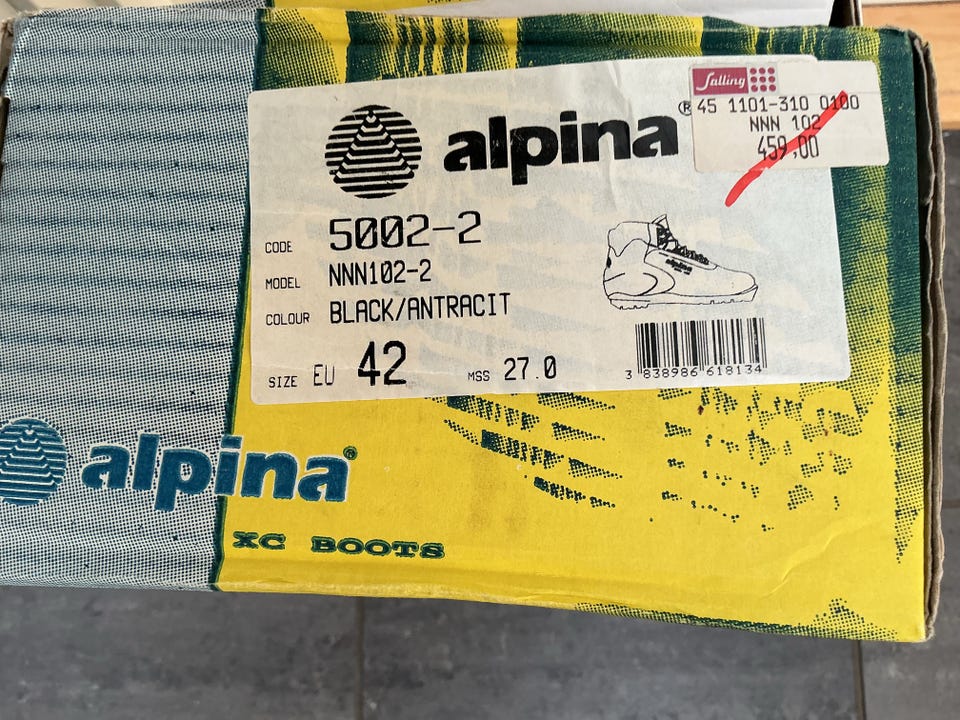 Salling
45 1101-310 0100
NNN 102
459,00
alpina®
CODE 5002-2
MODEL NNN102-2
COLOUR BLACK/ANTRACIT
SIZE EU 42 MSS 27.0
alpina
3 838986 618134
alpina®
XC BOOTS